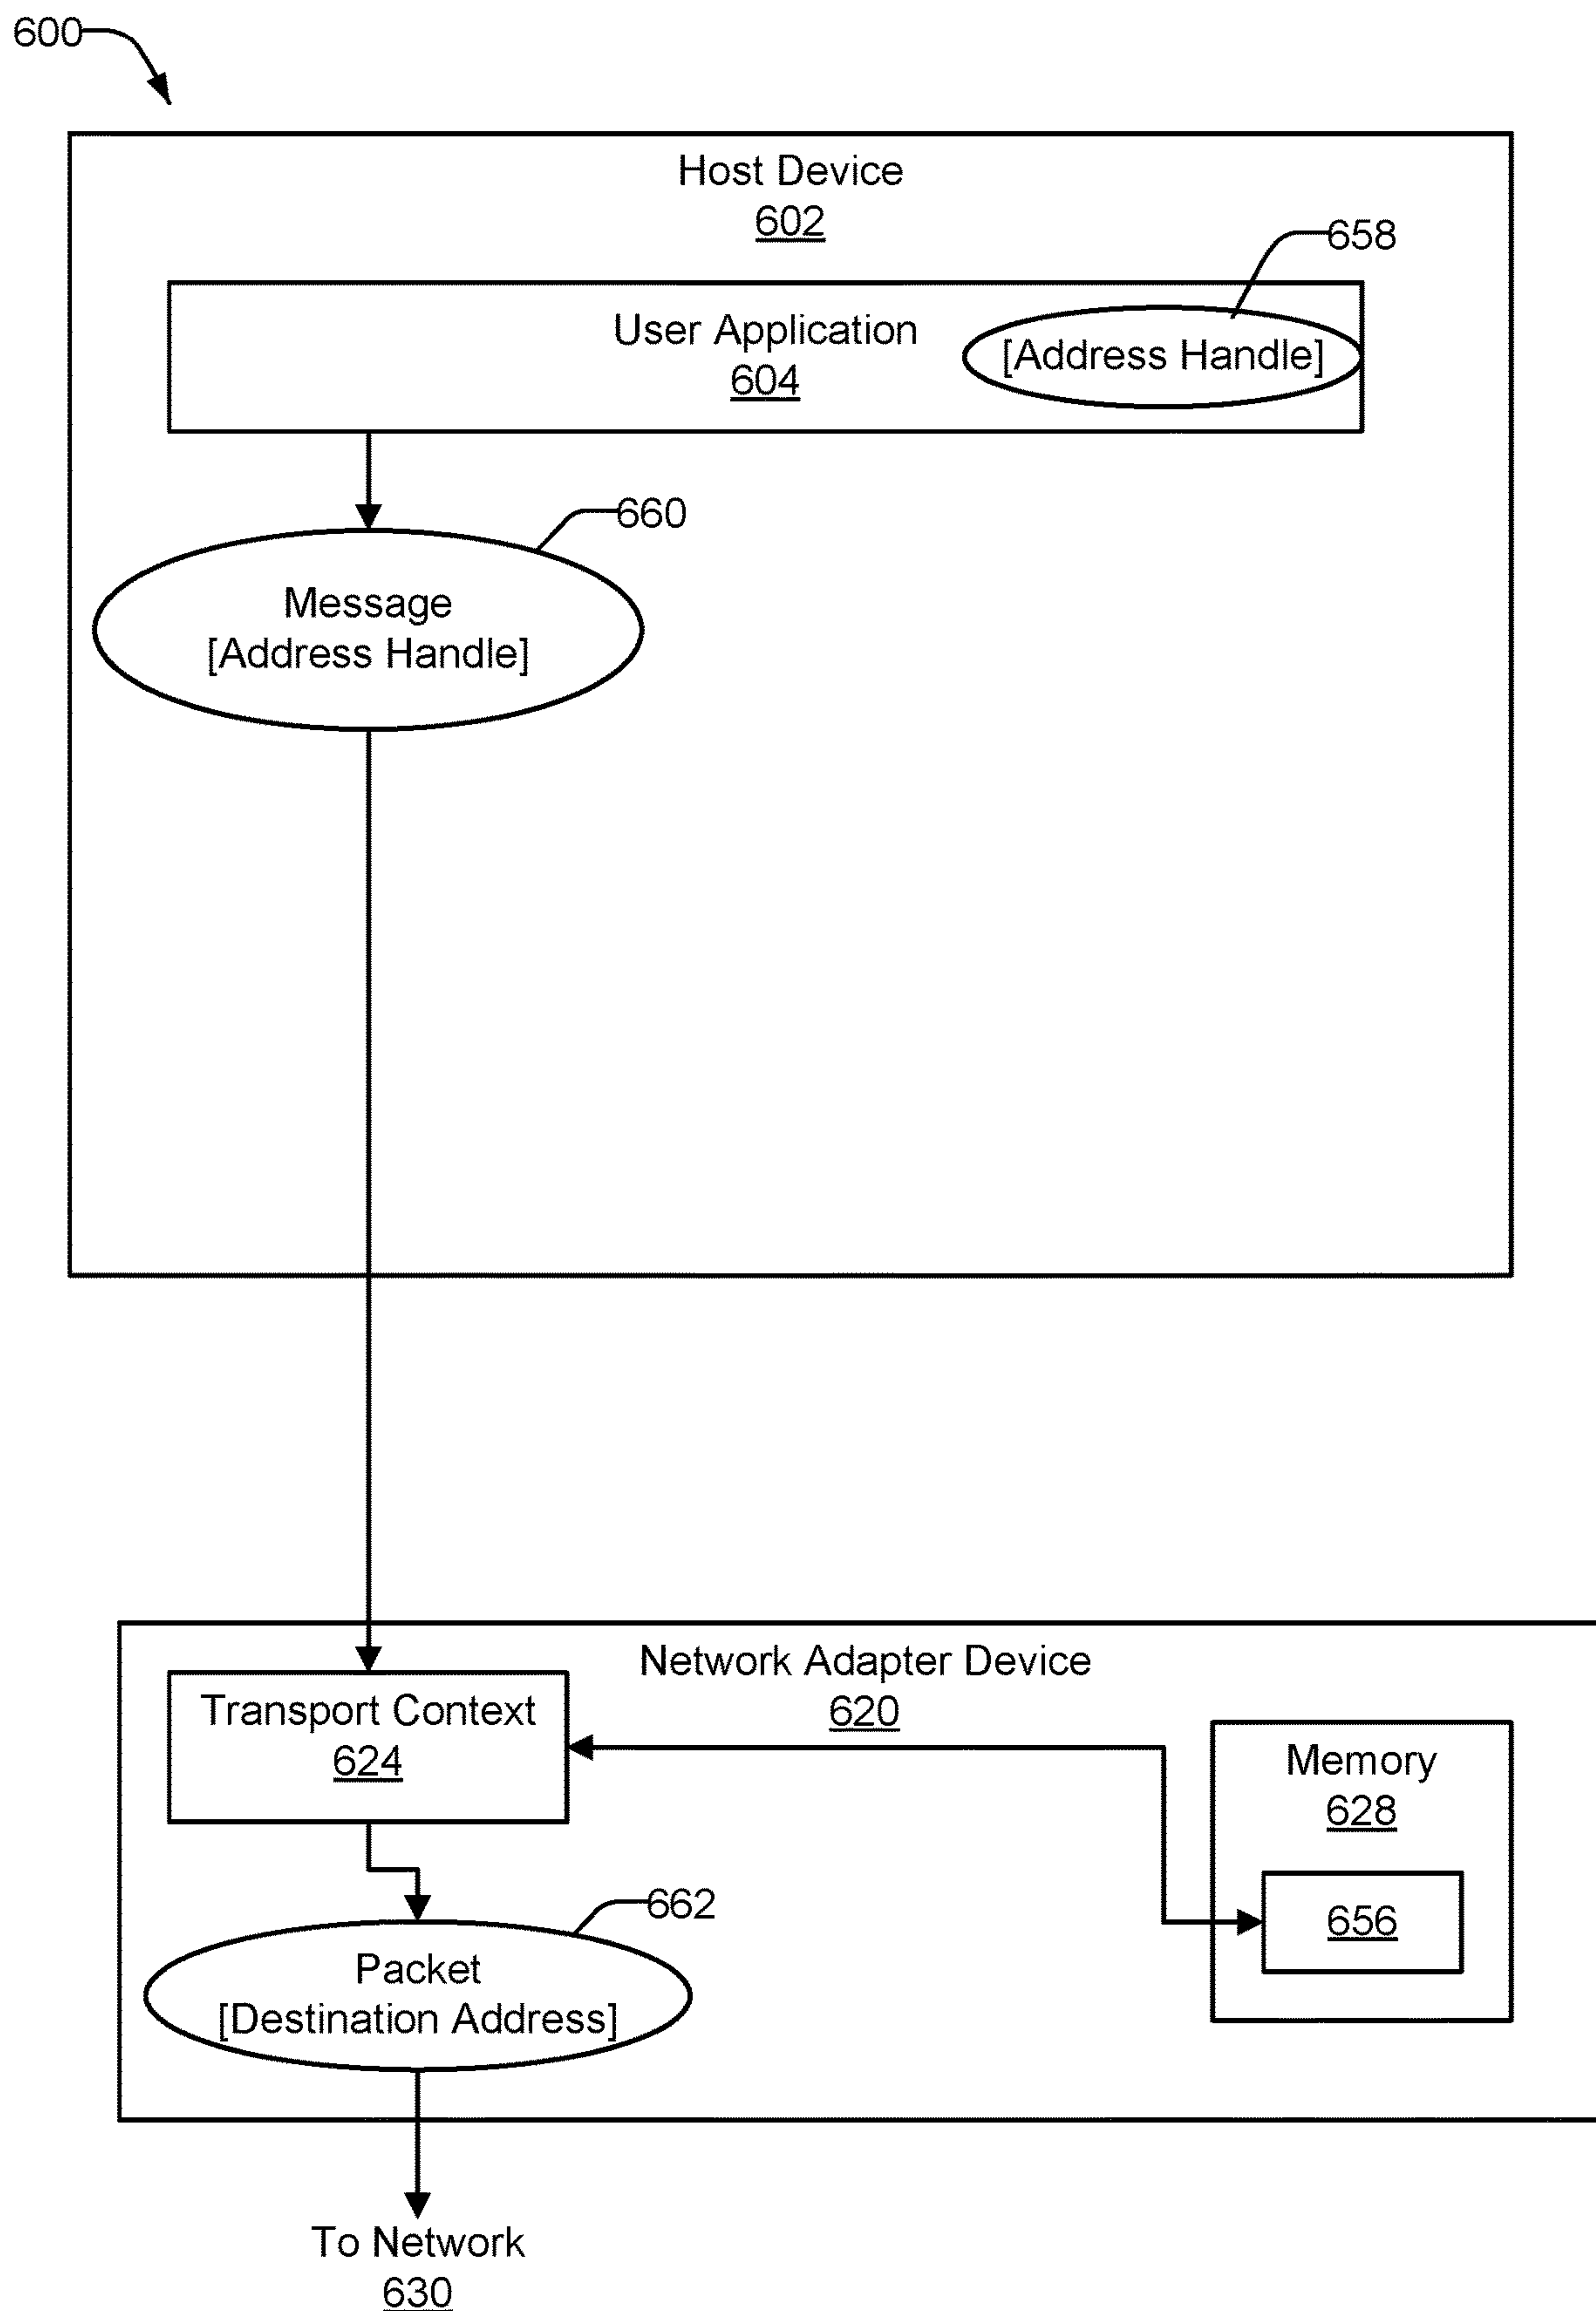 600
Host Device
602
658
User Application
604
[Address Handle]
660
Message
[Address Handle]
Network Adapter Device
620
Transport Context
624
Memory
628
656
662
Packet
[Destination Address]
To Network
630